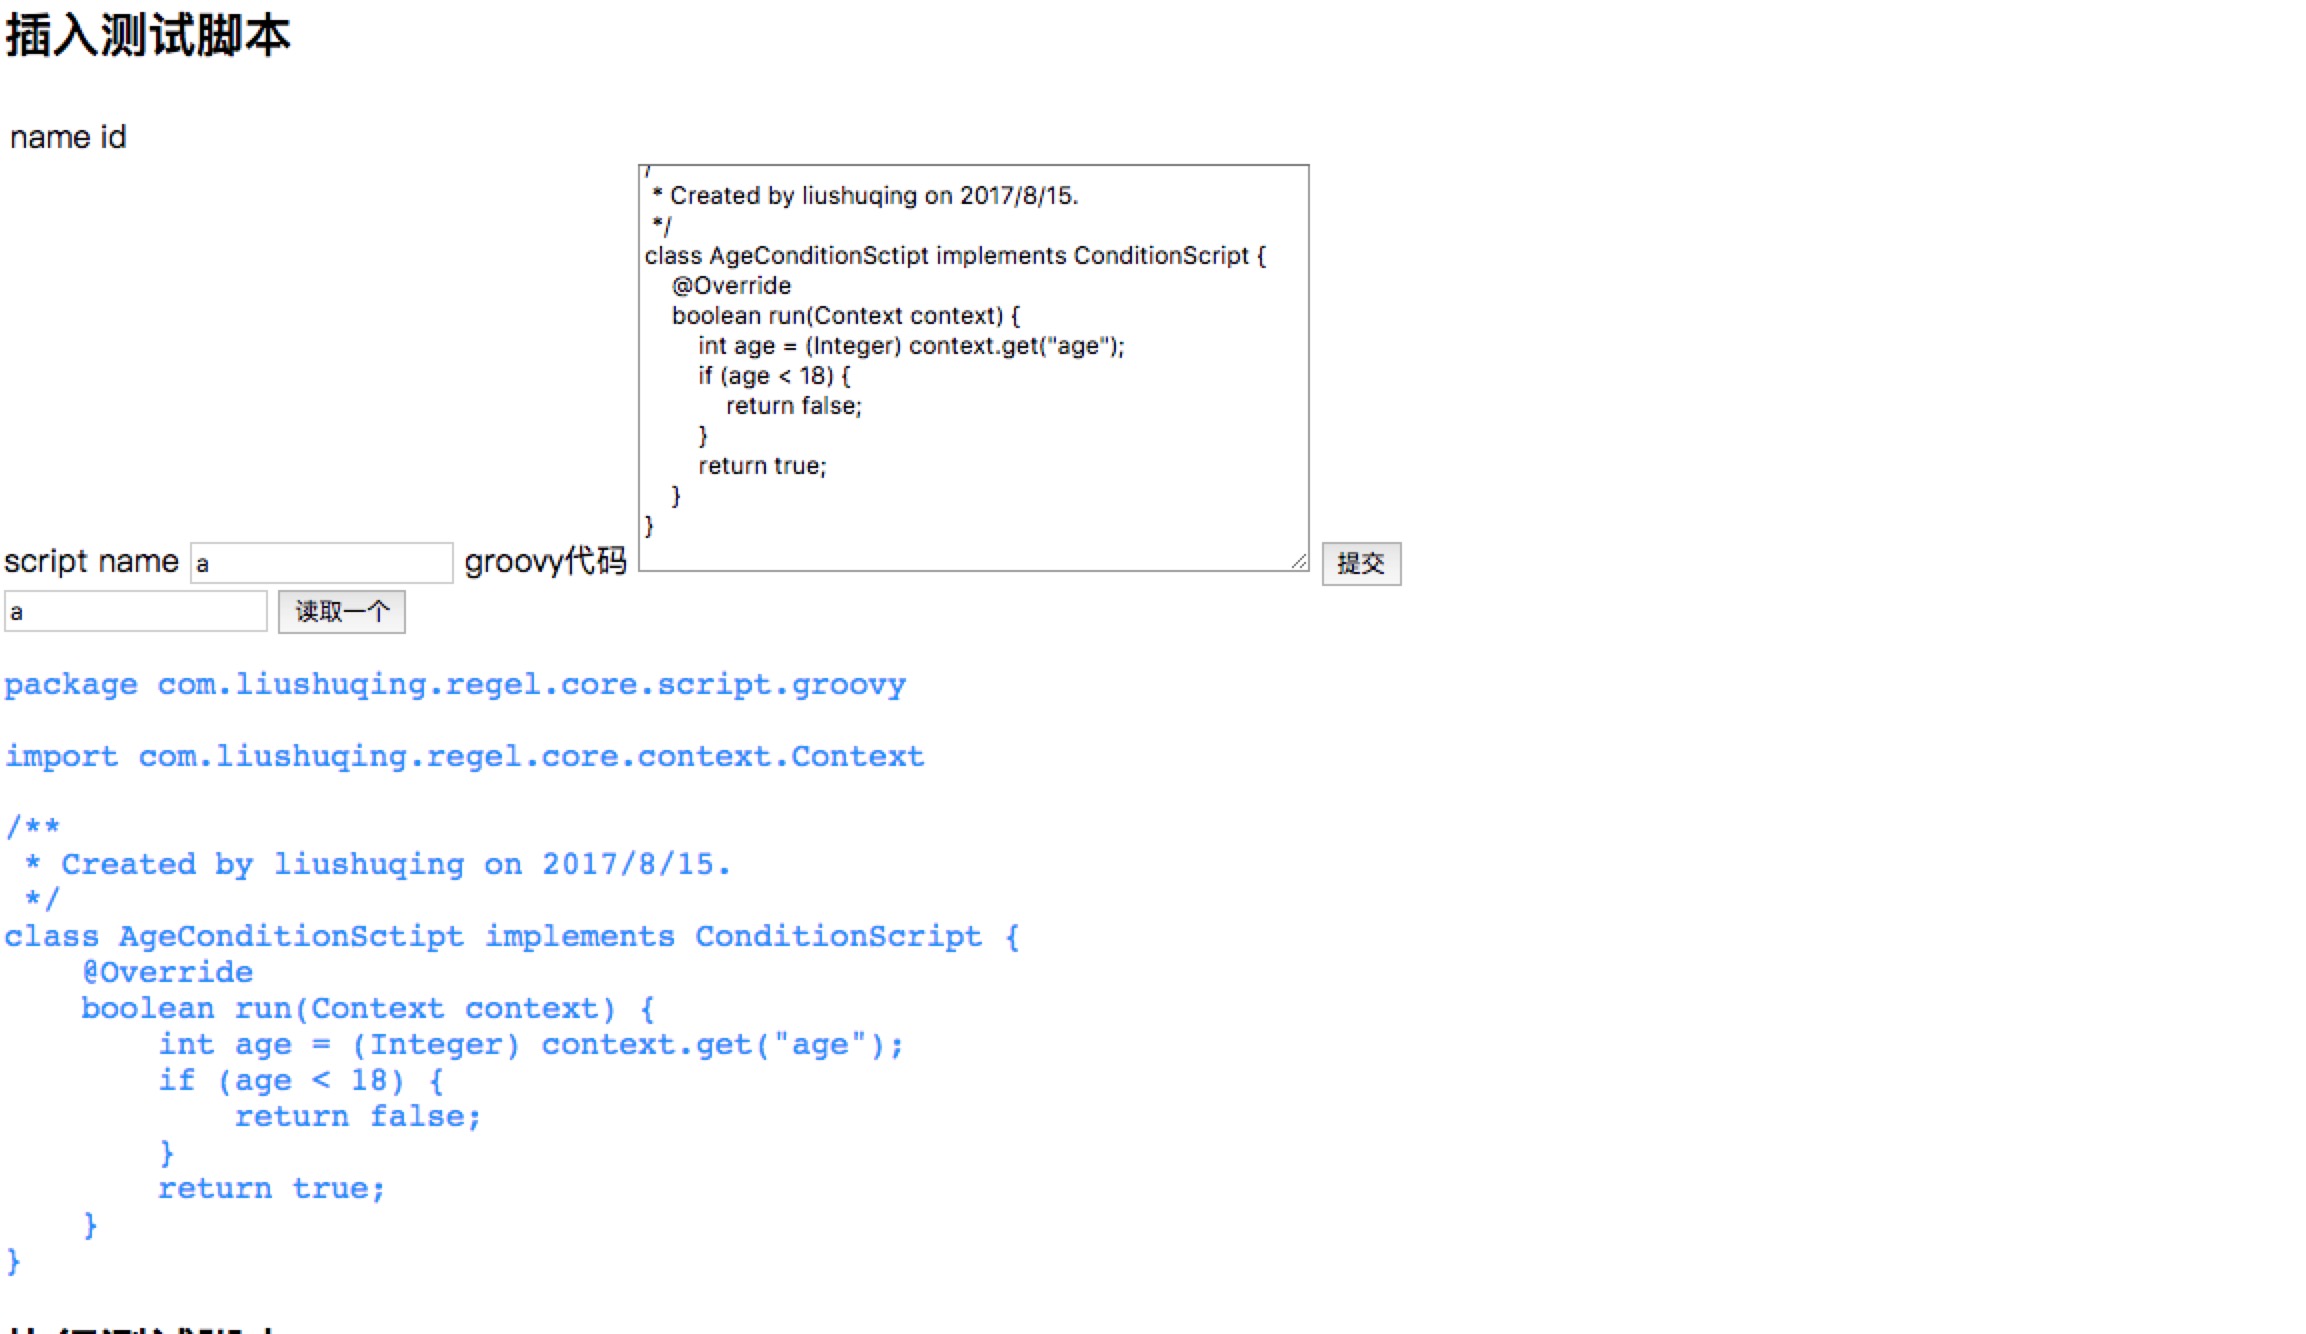 插入测试脚本
name id
* Created by liushuqing on 2017/8/15.
*/
class AgeConditionSctipt implements ConditionScript {
@Override
boolean run(Context context) {
int age = (Integer) context.get("age");
if (age < 18) {
return false;
}
return true;
}
}
script name a groovy代码 提交
a 读取一个
package com.liushuqing.regel.core.script.groovy
import com.liushuqing.regel.core.context.Context
/**
* Created by liushuqing on 2017/8/15.
*/
class AgeConditionSctipt implements ConditionScript {
@Override
boolean run(Context context) {
int age = (Integer) context.get("age");
if (age < 18) {
return false;
}
return true;
}
}